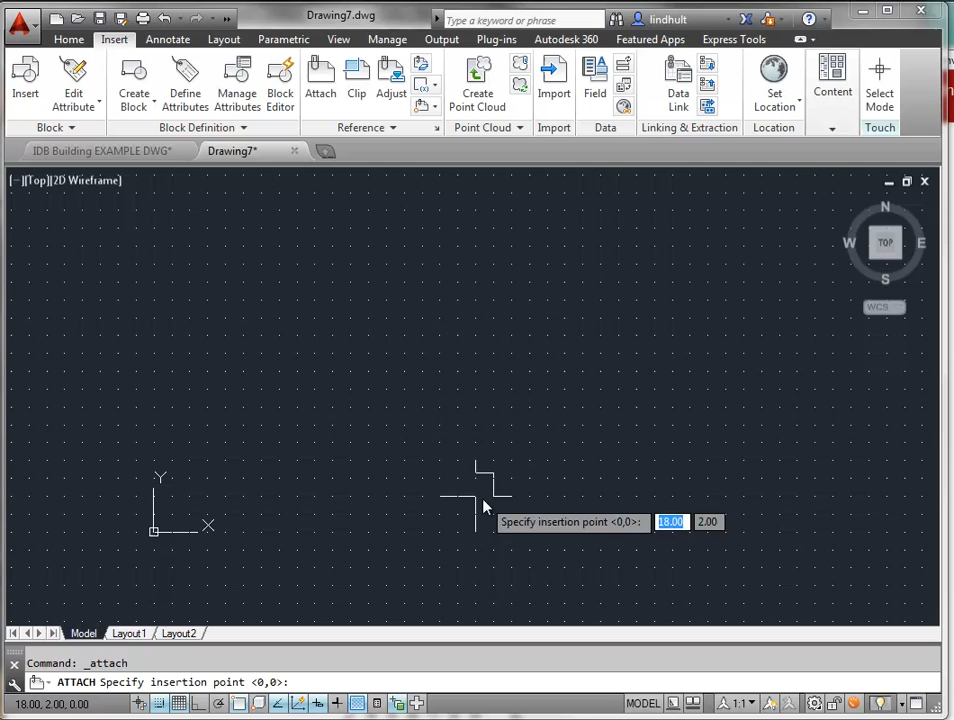 Drawing7.dwg
Type a keyword or phrase
lindhult
Home Insert Annotate Layout Parametric View Manage Output Plug-ins Autodesk 360 Featured Apps Express Tools
Insert Edit Attribute Create Block Define Attributes Manage Attributes Block Editor Attach Clip Adjust Create Point Cloud Import Field Data Link Set Location Content Select Mode
Block Block Definition Reference Point Cloud Import Data Linking & Extraction Location Touch
IDB Building EXAMPLE DWG* Drawing7*
[−][Top][2D Wireframe]
N
W TOP E
S
WCS
Y
X
Specify insertion point <0,0>: 18.00 2.00
Model Layout1 Layout2
Command: _attach
ATTACH Specify insertion point <0,0>:
18.00, 2.00, 0.00 MODEL 1:1